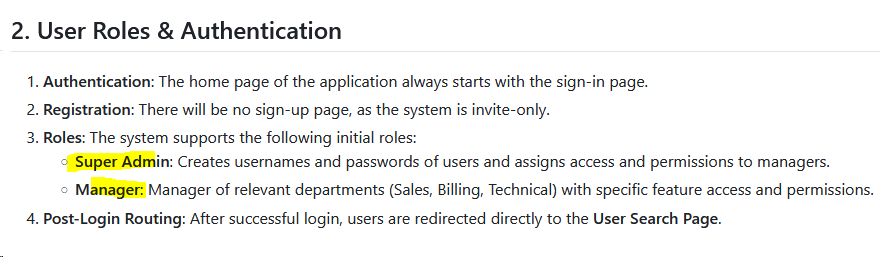 2. User Roles & Authentication
1. Authentication: The home page of the application always starts with the sign-in page.
2. Registration: There will be no sign-up page, as the system is invite-only.
3. Roles: The system supports the following initial roles:
○ Super Admin: Creates usernames and passwords of users and assigns access and permissions to managers.
○ Manager: Manager of relevant departments (Sales, Billing, Technical) with specific feature access and permissions.
4. Post-Login Routing: After successful login, users are redirected directly to the User Search Page.